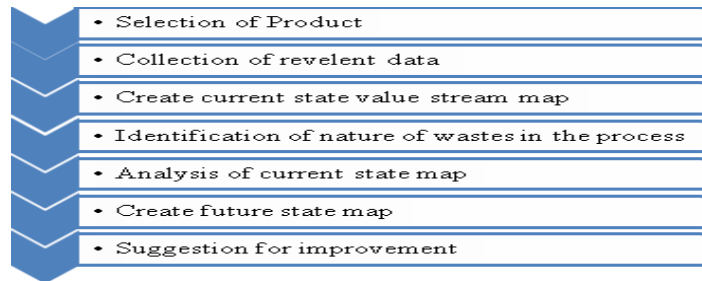 • Selection of Product
• Collection of revelent data
• Create current state value stream map
• Identification of nature of wastes in the process
• Analysis of current state map
• Create future state map
• Suggestion for improvement